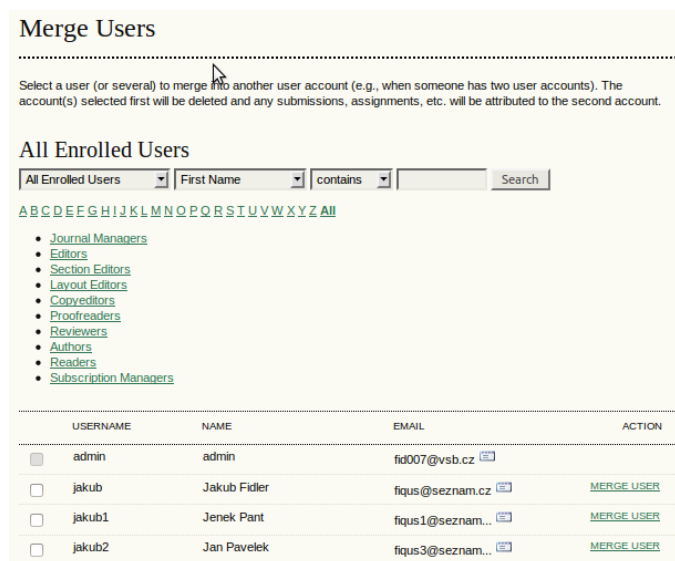 Merge Users
Select a user (or several) to merge into another user account (e.g., when someone has two user accounts). The
account(s) selected first will be deleted and any submissions, assignments, etc. will be attributed to the second account.
All Enrolled Users
All Enrolled Users First Name contains Search
A B C D E F G H I J K L M N O P Q R S T U V W X Y Z All
Journal Managers
Editors
Section Editors
Layout Editors
Copyeditors
Proofreaders
Reviewers
Authors
Readers
Subscription Managers
USERNAME NAME EMAIL ACTION
admin admin fid007@vsb.cz
jakub Jakub Fidler fiqus@seznam.cz MERGE USER
jakub1 Jenek Pant fiqus1@seznam... MERGE USER
jakub2 Jan Pavelek fiqus3@seznam... MERGE USER